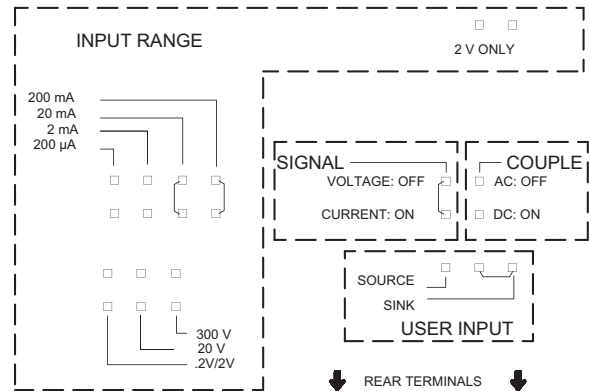 INPUT RANGE
2 V ONLY
200 mA
20 mA
2 mA
200 µA
SIGNAL
VOLTAGE: OFF
CURRENT: ON
COUPLE
AC: OFF
DC: ON
SOURCE
SINK
USER INPUT
300 V
20 V
.2V/2V
REAR TERMINALS